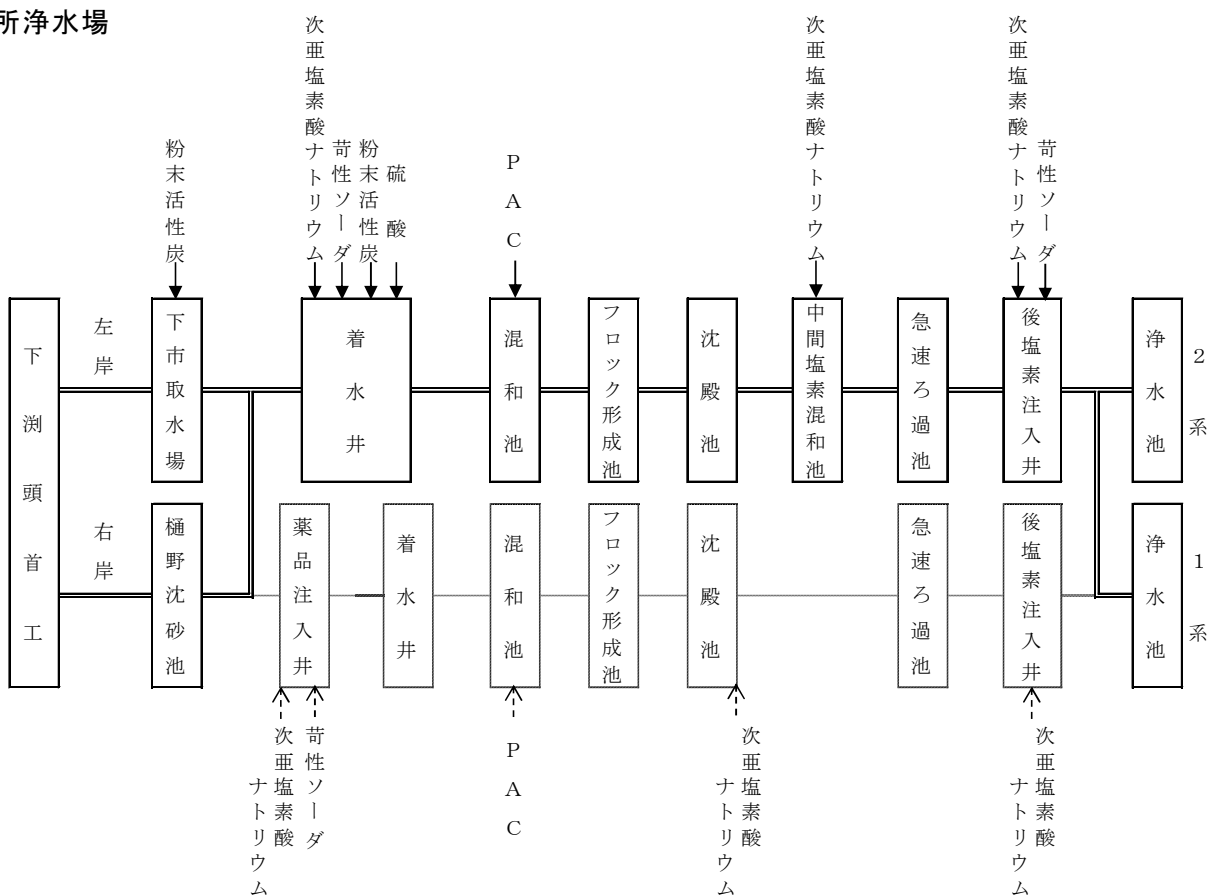 所浄水場
次亜塩素酸ナトリウム
次亜塩素酸ナトリウム
次亜塩素酸ナトリウム
粉末活性炭
苛性ソーダ
粉末活性炭
硫酸
PAC
苛性ソーダ
下渕頭首工
左岸
下市取水場
着水井
混和池
フロック形成池
沈殿池
中間塩素混和池
急速ろ過池
後塩素注入井
浄水池
2系
右岸
樋野沈砂池
薬品注入井
着水井
混和池
フロック形成池
沈殿池
急速ろ過池
後塩素注入井
浄水池
1系
次亜塩素酸
ナトリウム
苛性ソーダ
PAC
次亜塩素酸
ナトリウム
次亜塩素酸
ナトリウム